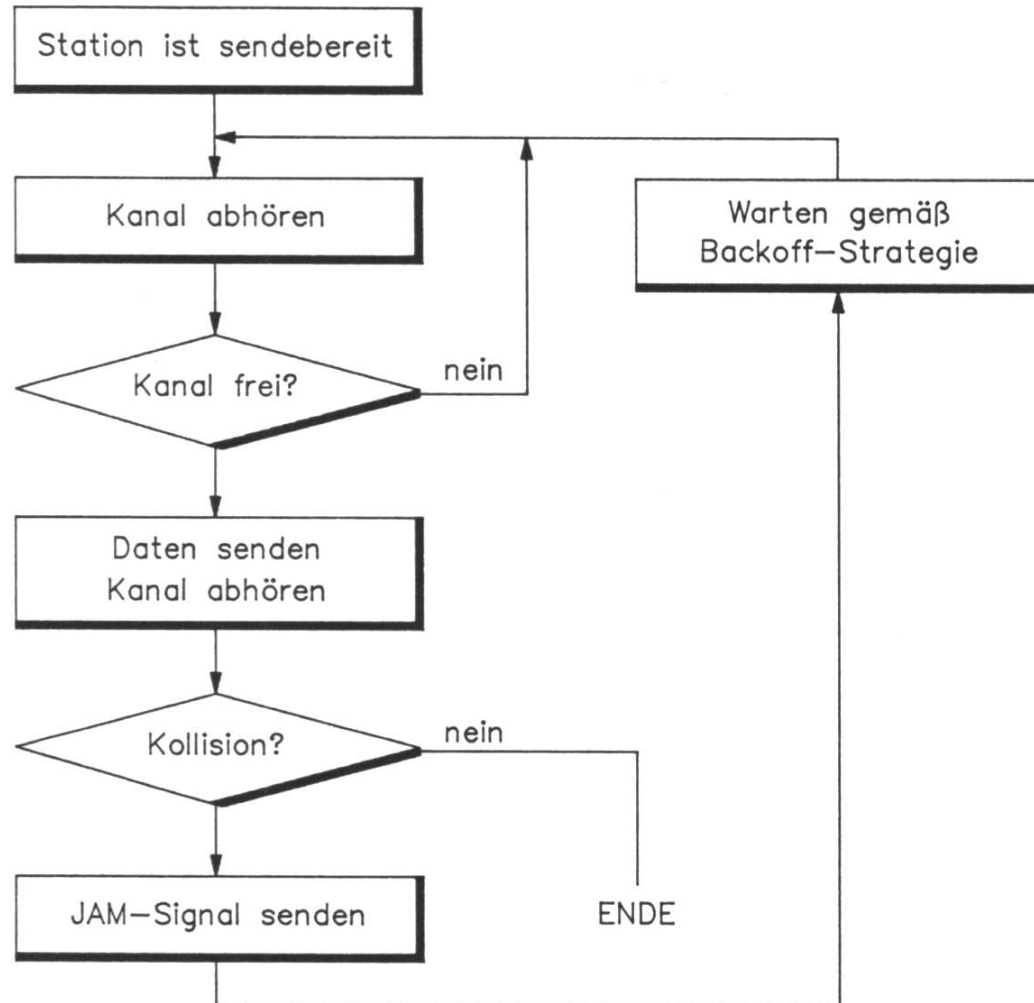 Station ist sendebereit
Kanal abhören
Warten gemäß
Backoff-Strategie
Kanal frei?
nein
Daten senden
Kanal abhören
Kollision?
nein
JAM-Signal senden
ENDE